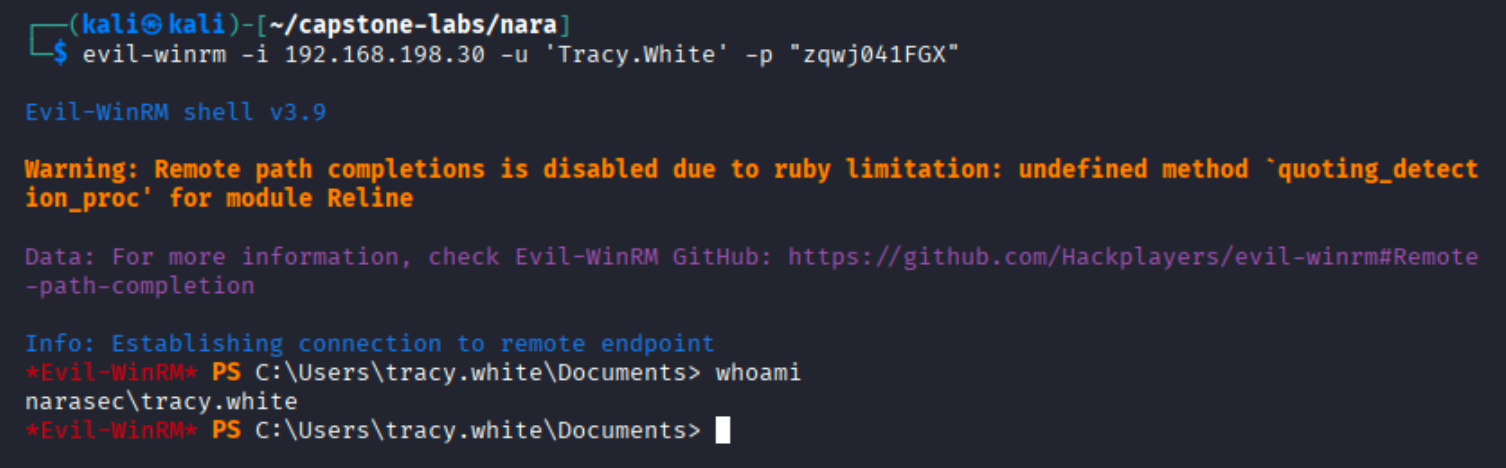 ┌──(kali㉿kali)-[~/capstone-labs/nara]
└─$ evil-winrm -i 192.168.198.30 -u 'Tracy.White' -p "zqwj041FGX"
Evil-WinRM shell v3.9
Warning: Remote path completions is disabled due to ruby limitation: undefined method `quoting_detect
ion_proc' for module Reline
Data: For more information, check Evil-WinRM GitHub: https://github.com/Hackplayers/evil-winrm#Remote
-path-completion
Info: Establishing connection to remote endpoint
*Evil-WinRM* PS C:\Users\tracy.white\Documents> whoami
narasec\tracy.white
*Evil-WinRM* PS C:\Users\tracy.white\Documents>